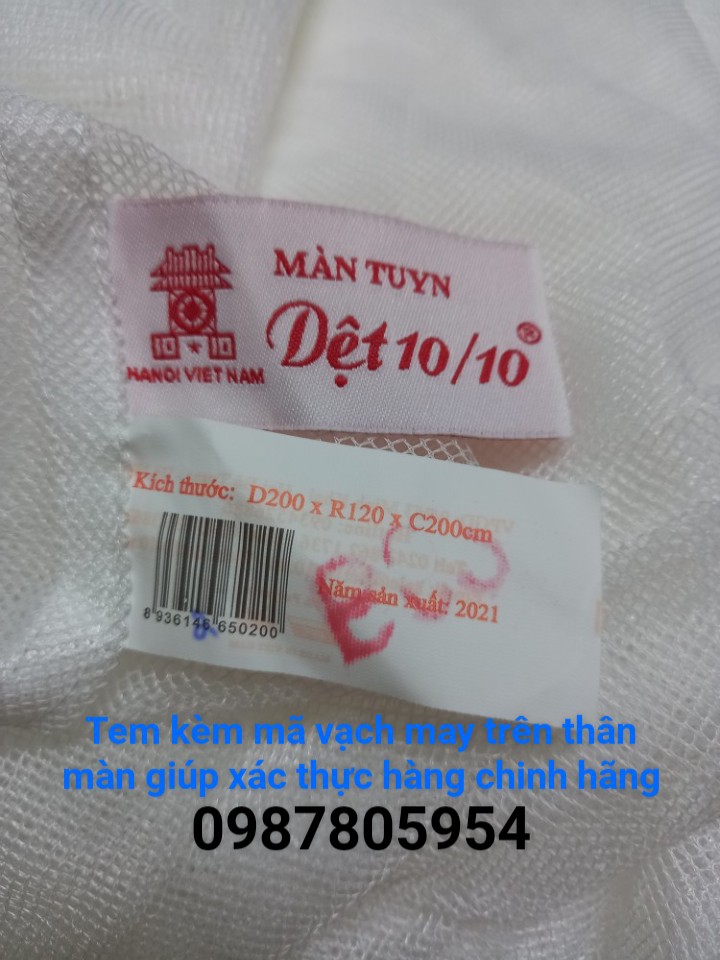 MÀN TUYN
Dệt 10/10®
10 ★ 10
HANOI VIET NAM
Kích thước: D200 x R120 x C200cm
Năm sản xuất: 2021
8 936146 650200
Tem kèm mã vạch may trên thân
màn giúp xác thực hàng chinh hãng
0987805954